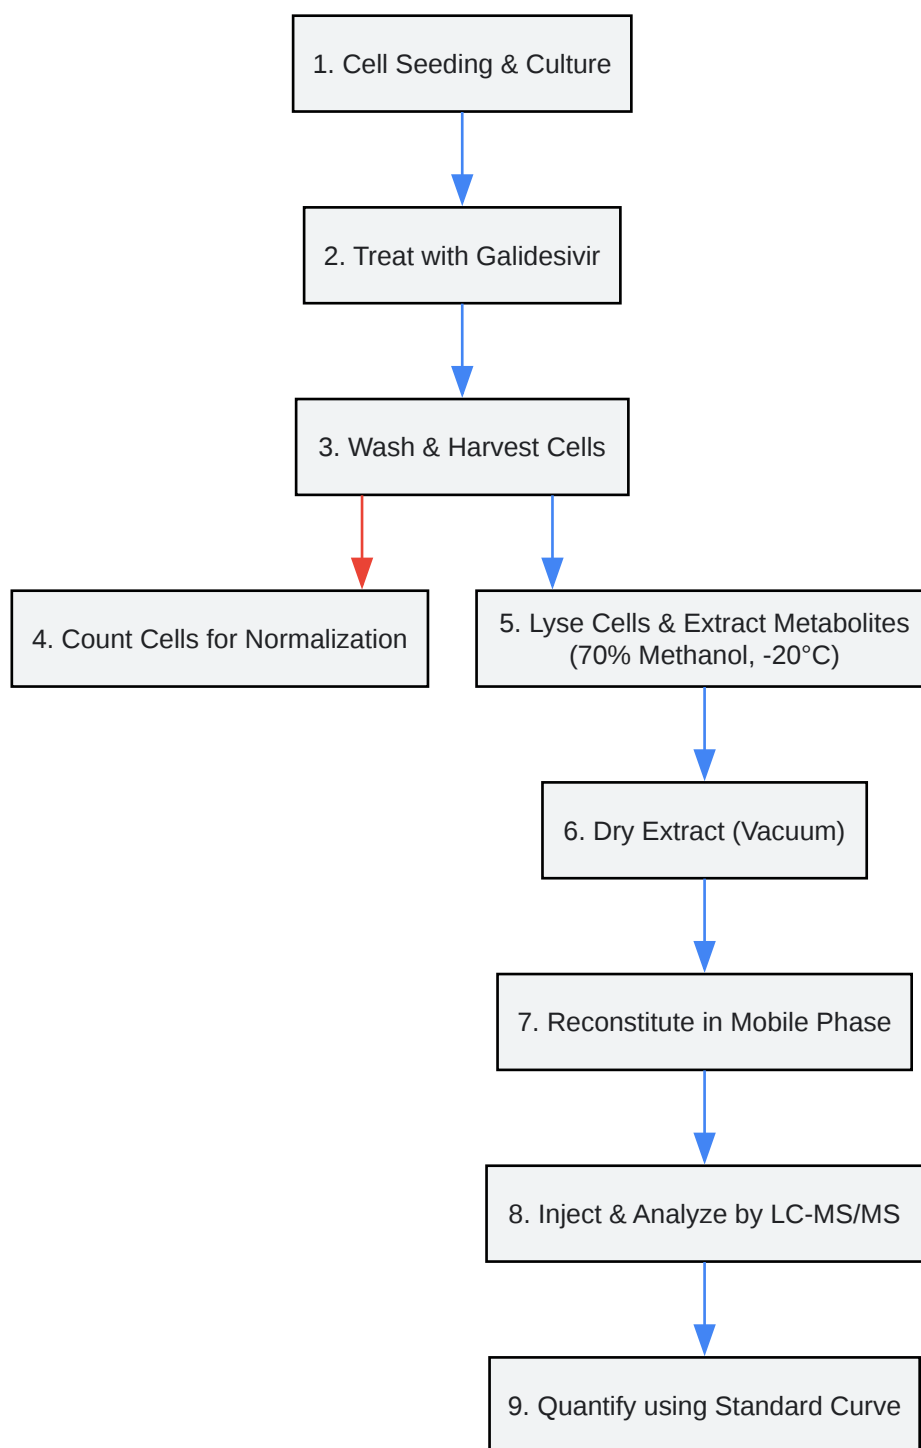 1. Cell Seeding & Culture
2. Treat with Galidesivir
3. Wash & Harvest Cells
4. Count Cells for Normalization
5. Lyse Cells & Extract Metabolites
(70% Methanol, -20°C)
6. Dry Extract (Vacuum)
7. Reconstitute in Mobile Phase
8. Inject & Analyze by LC-MS/MS
9. Quantify using Standard Curve